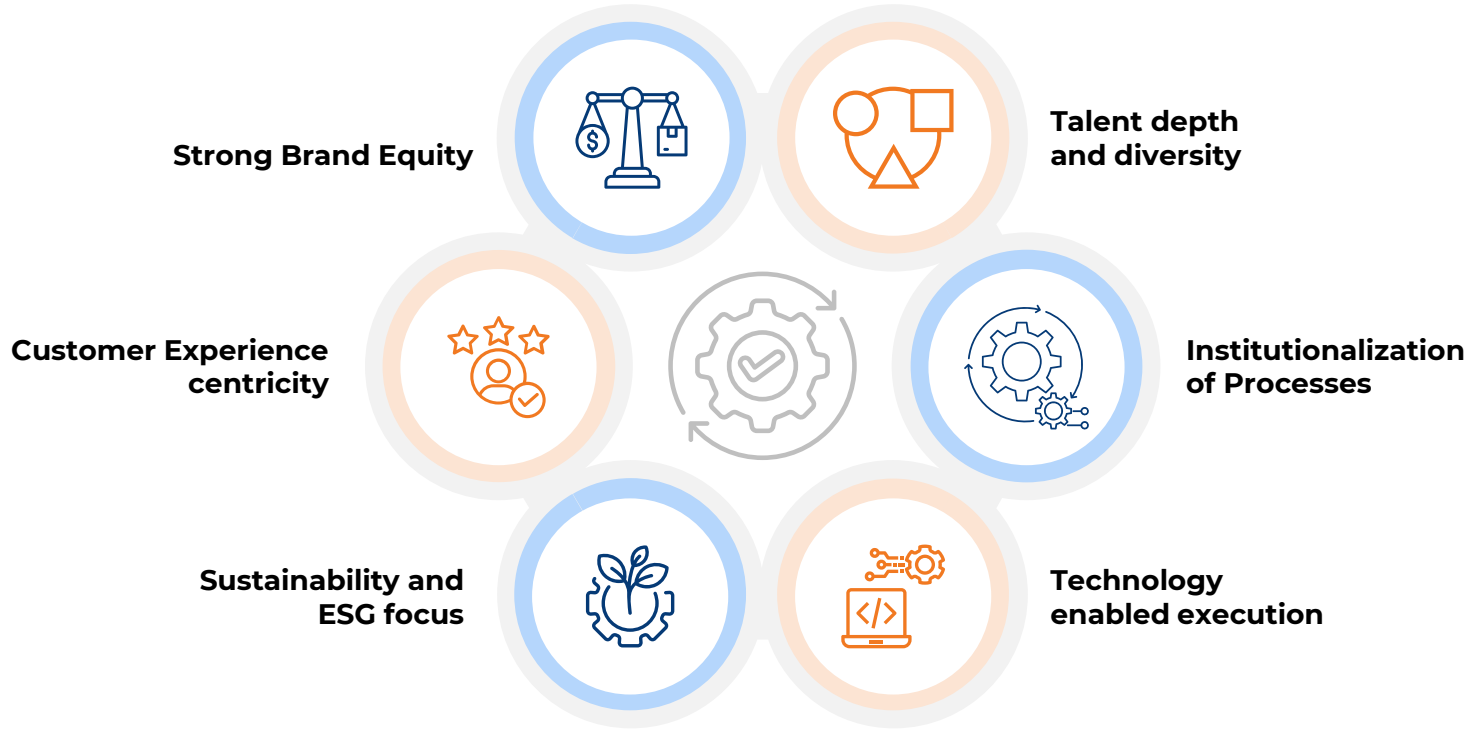 Strong Brand Equity
Talent depth
and diversity
Customer Experience
centricity
Institutionalization
of Processes
Sustainability and
ESG focus
Technology
enabled execution
$